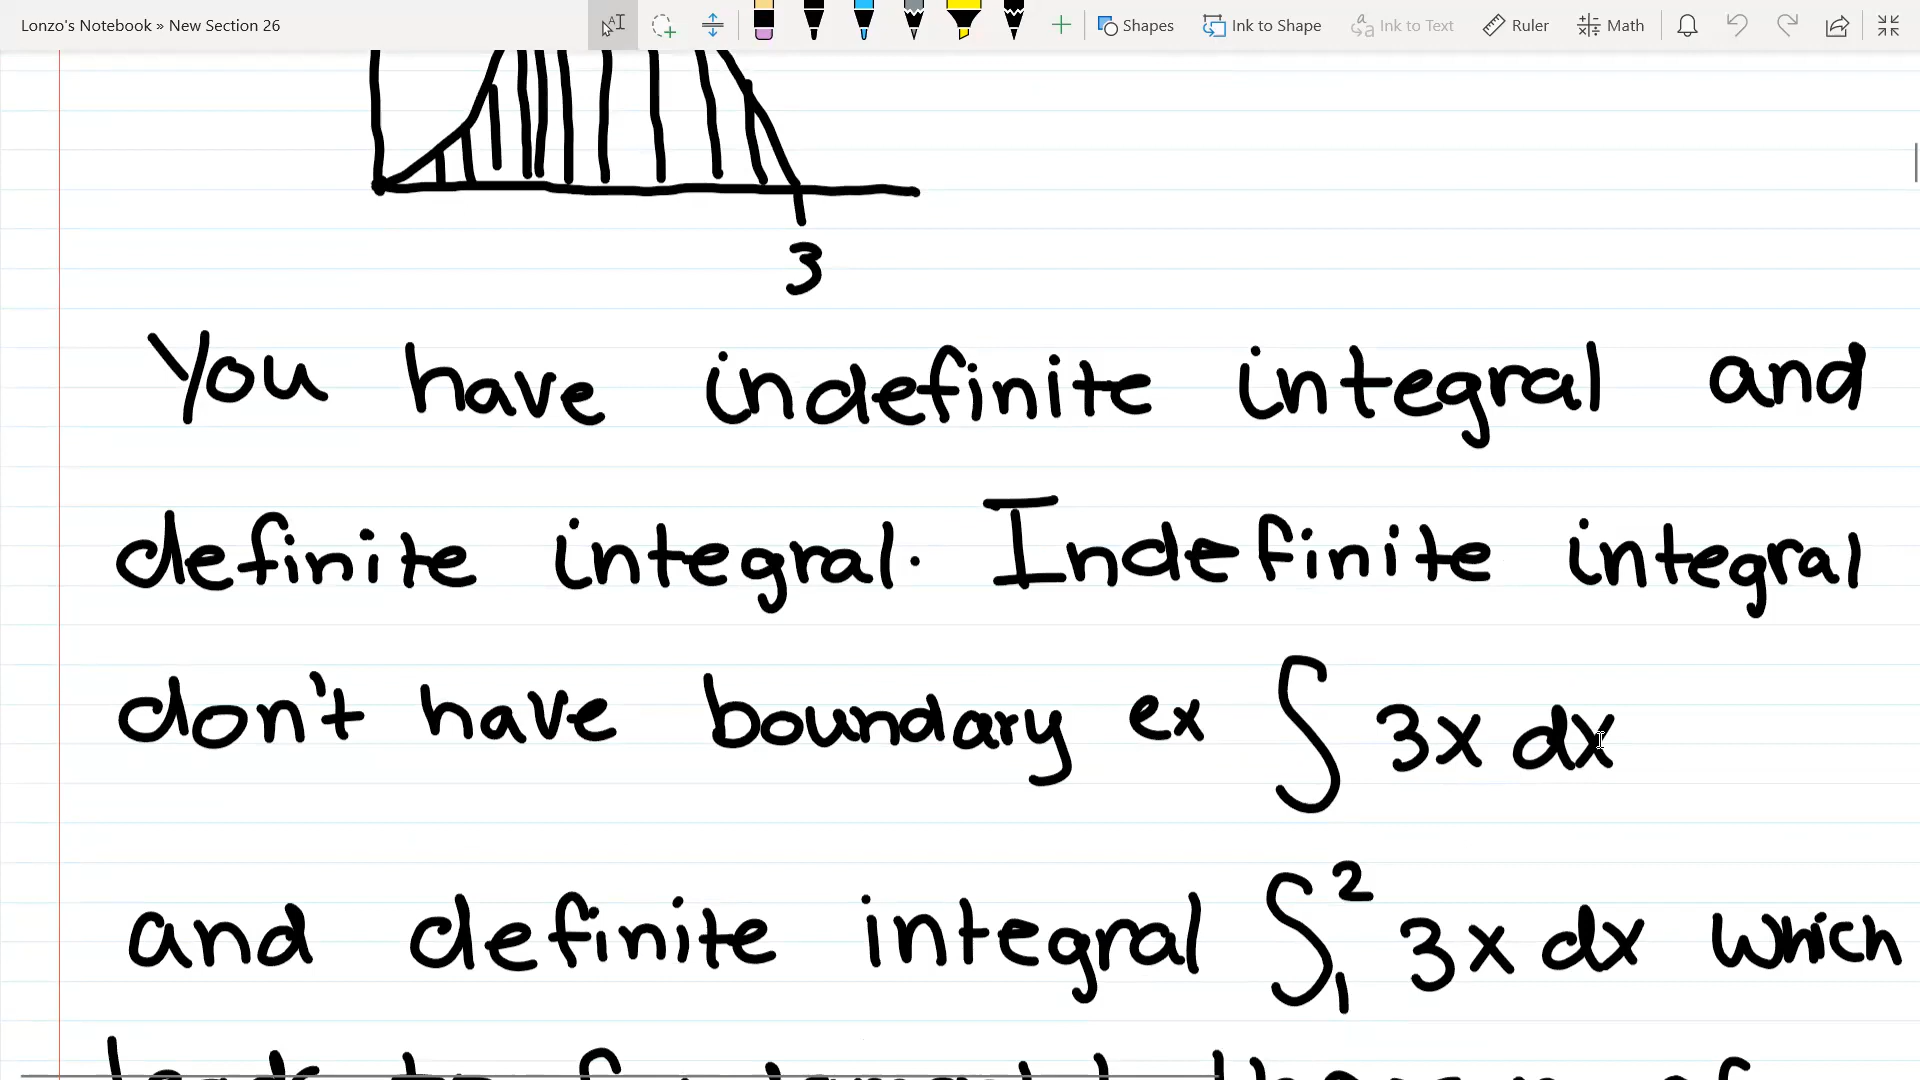 Lonzo's Notebook » New Section 26
Shapes Ink to Shape Ink to Text Ruler Math
3
You have indefinite integral and
definite integral. Indefinite integral
don't have boundary ex ∫ 3x dx
and definite integral ∫₁² 3x dx which